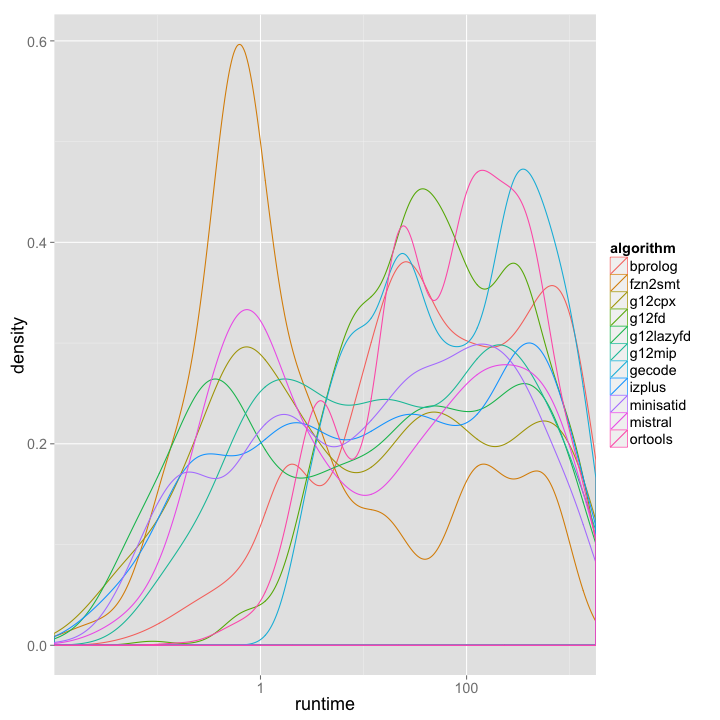 0.6
0.4
0.2
0.0
density
1
100
runtime
algorithm
bprolog
fzn2smt
g12cpx
g12fd
g12lazyfd
g12mip
gecode
izplus
minisatid
mistral
ortools